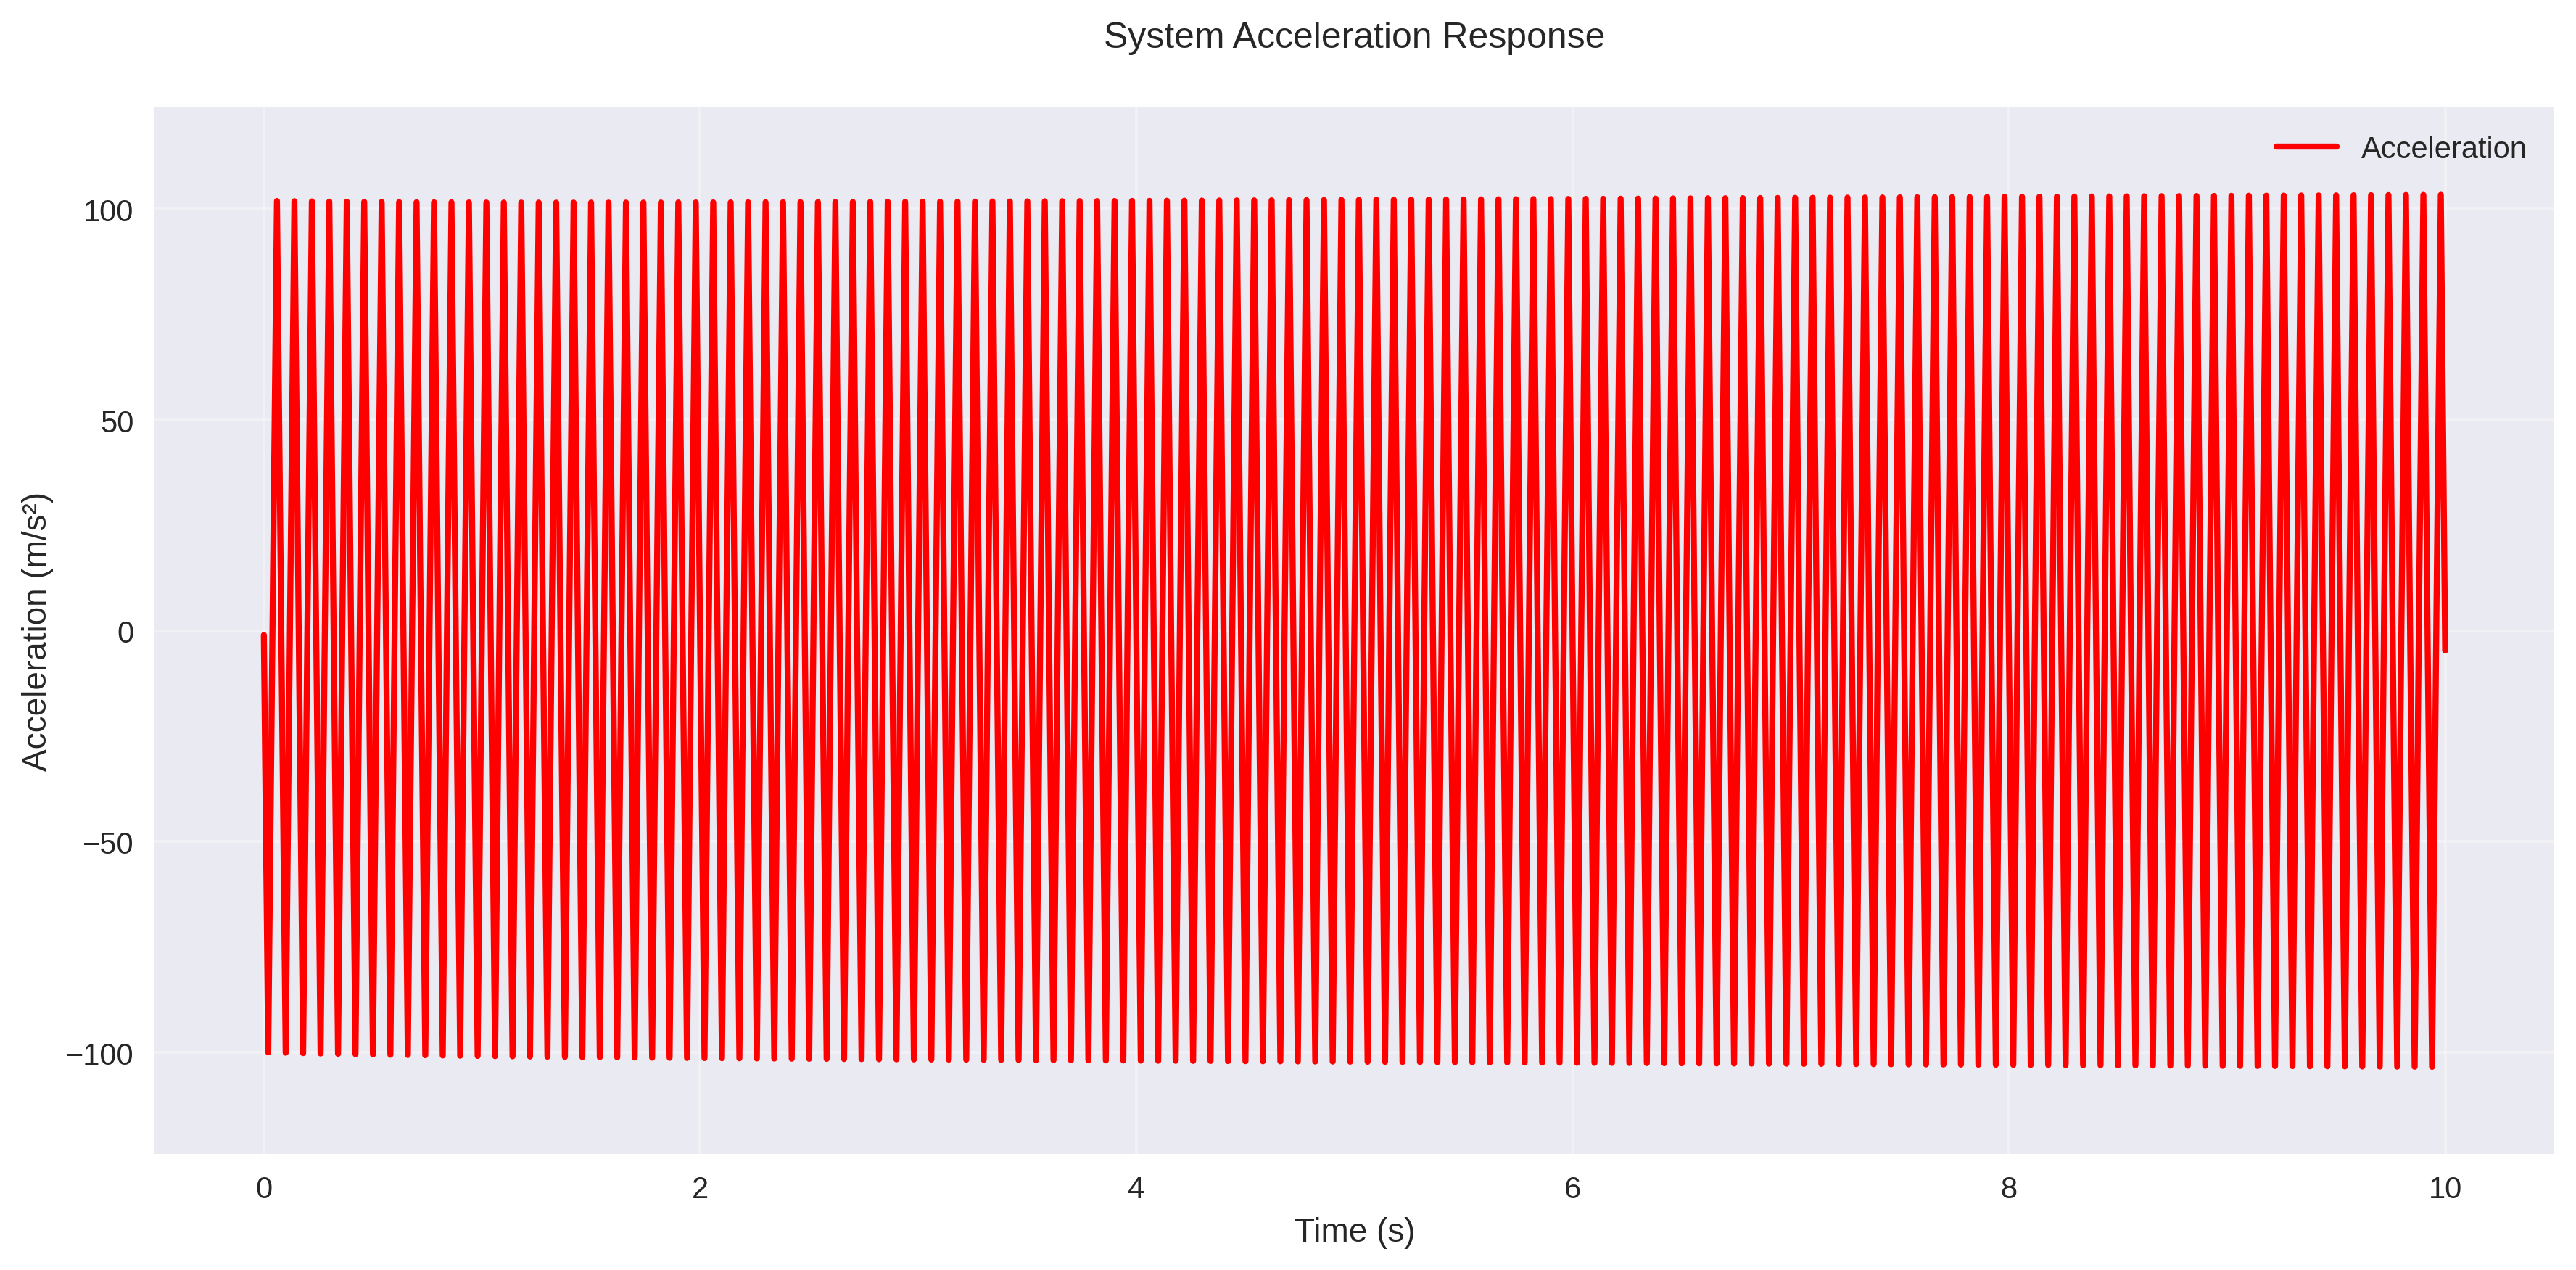 System Acceleration Response
Acceleration
Acceleration (m/s²)
100
50
0
−50
−100
0
2
4
6
8
10
Time (s)